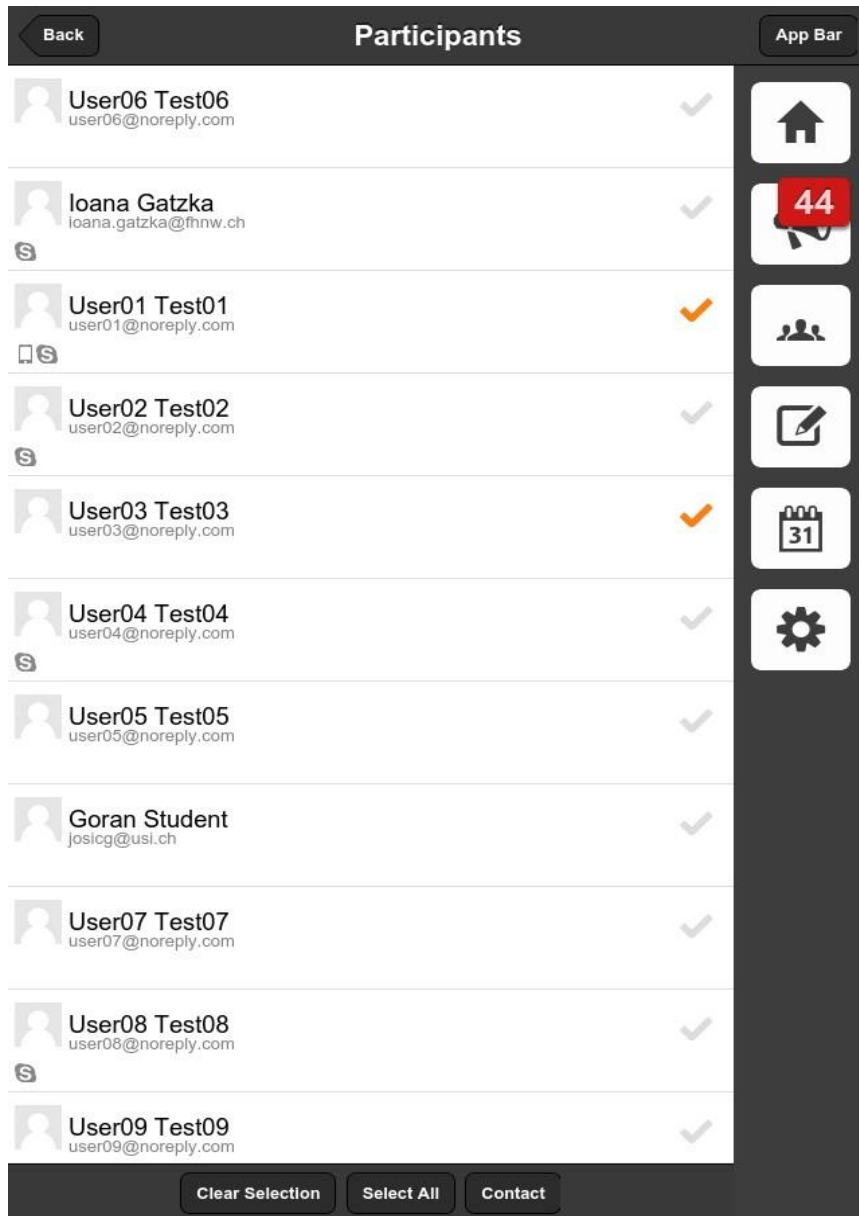 Back
Participants
App Bar
User06 Test06
user06@noreply.com
Ioana Gatzka
ioana.gatzka@fhnw.ch
User01 Test01
user01@noreply.com
User02 Test02
user02@noreply.com
User03 Test03
user03@noreply.com
User04 Test04
user04@noreply.com
User05 Test05
user05@noreply.com
Goran Student
josicg@usi.ch
User07 Test07
user07@noreply.com
User08 Test08
user08@noreply.com
User09 Test09
user09@noreply.com
44
31
Clear Selection
Select All
Contact